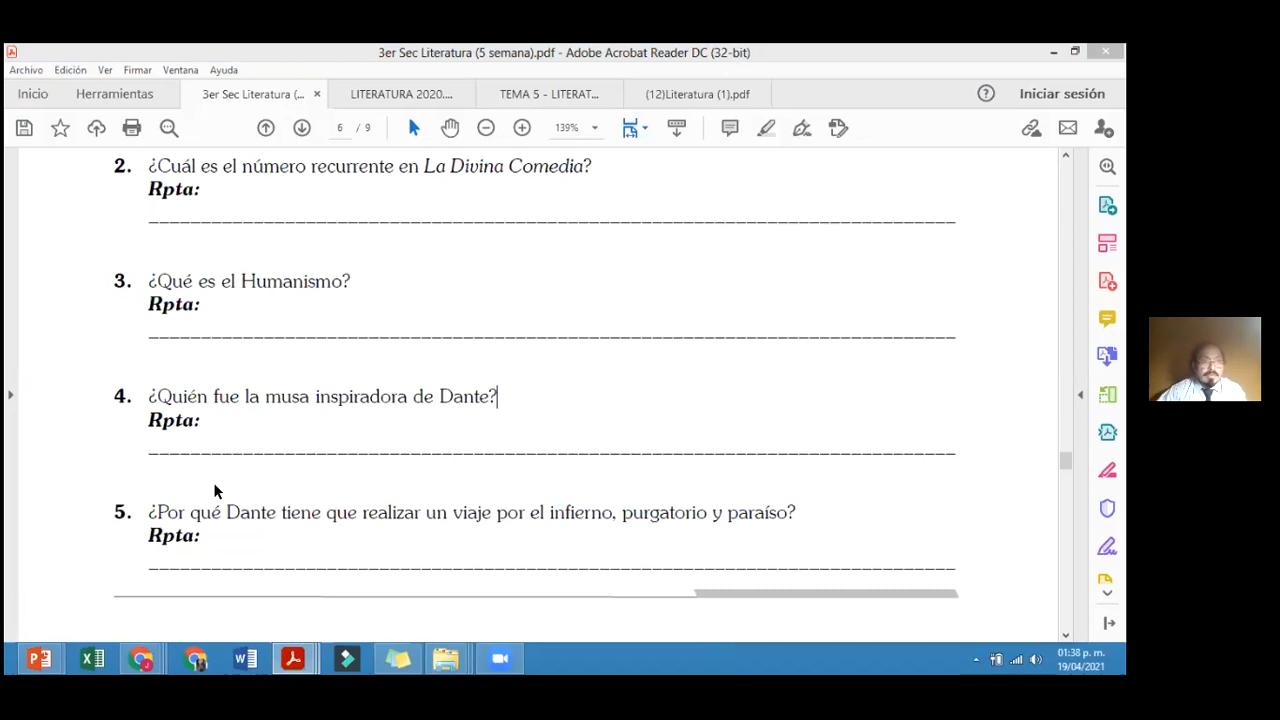 3er Sec Literatura (5 semana).pdf - Adobe Acrobat Reader DC (32-bit)
Archivo Edición Ver Firmar Ventana Ayuda
Inicio Herramientas 3er Sec Literatura (... × LITERATURA 2020.... TEMA 5 - LITERAT... (12)Literatura (1).pdf Iniciar sesión
6 / 9 139%
2. ¿Cuál es el número recurrente en La Divina Comedia?
Rpta:
3. ¿Qué es el Humanismo?
Rpta:
4. ¿Quién fue la musa inspiradora de Dante?
Rpta:
5. ¿Por qué Dante tiene que realizar un viaje por el infierno, purgatorio y paraíso?
Rpta:
01:38 p. m.
19/04/2021